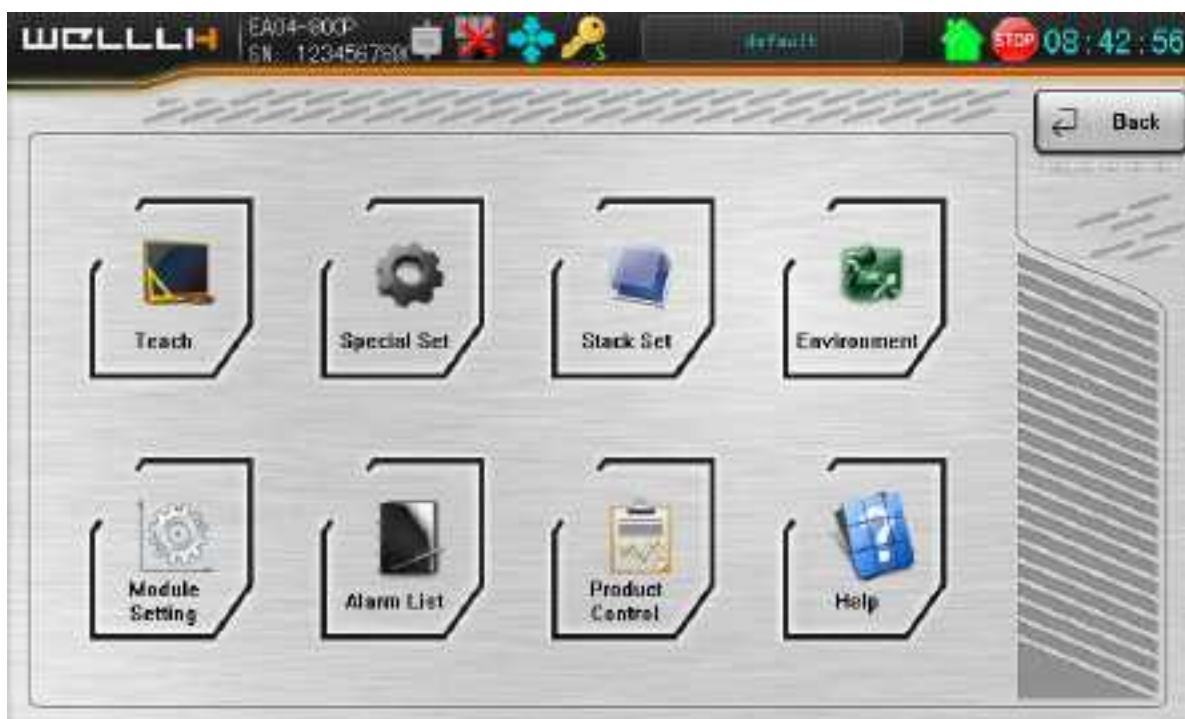 WELLLIH
EA04-900P
SN 123456789
default
STOP
08:42:56
Back
Teach
Special Set
Stack Set
Environment
Module
Setting
Alarm List
Product
Control
Help